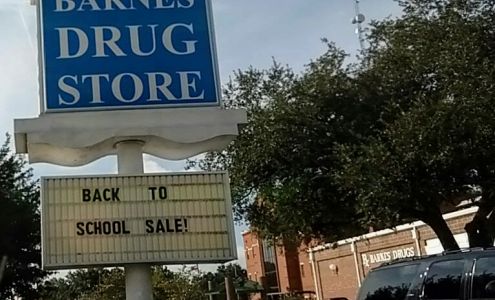 BARNES
DRUG
STORE
BACK TO
SCHOOL SALE!
BARNES DRUGS